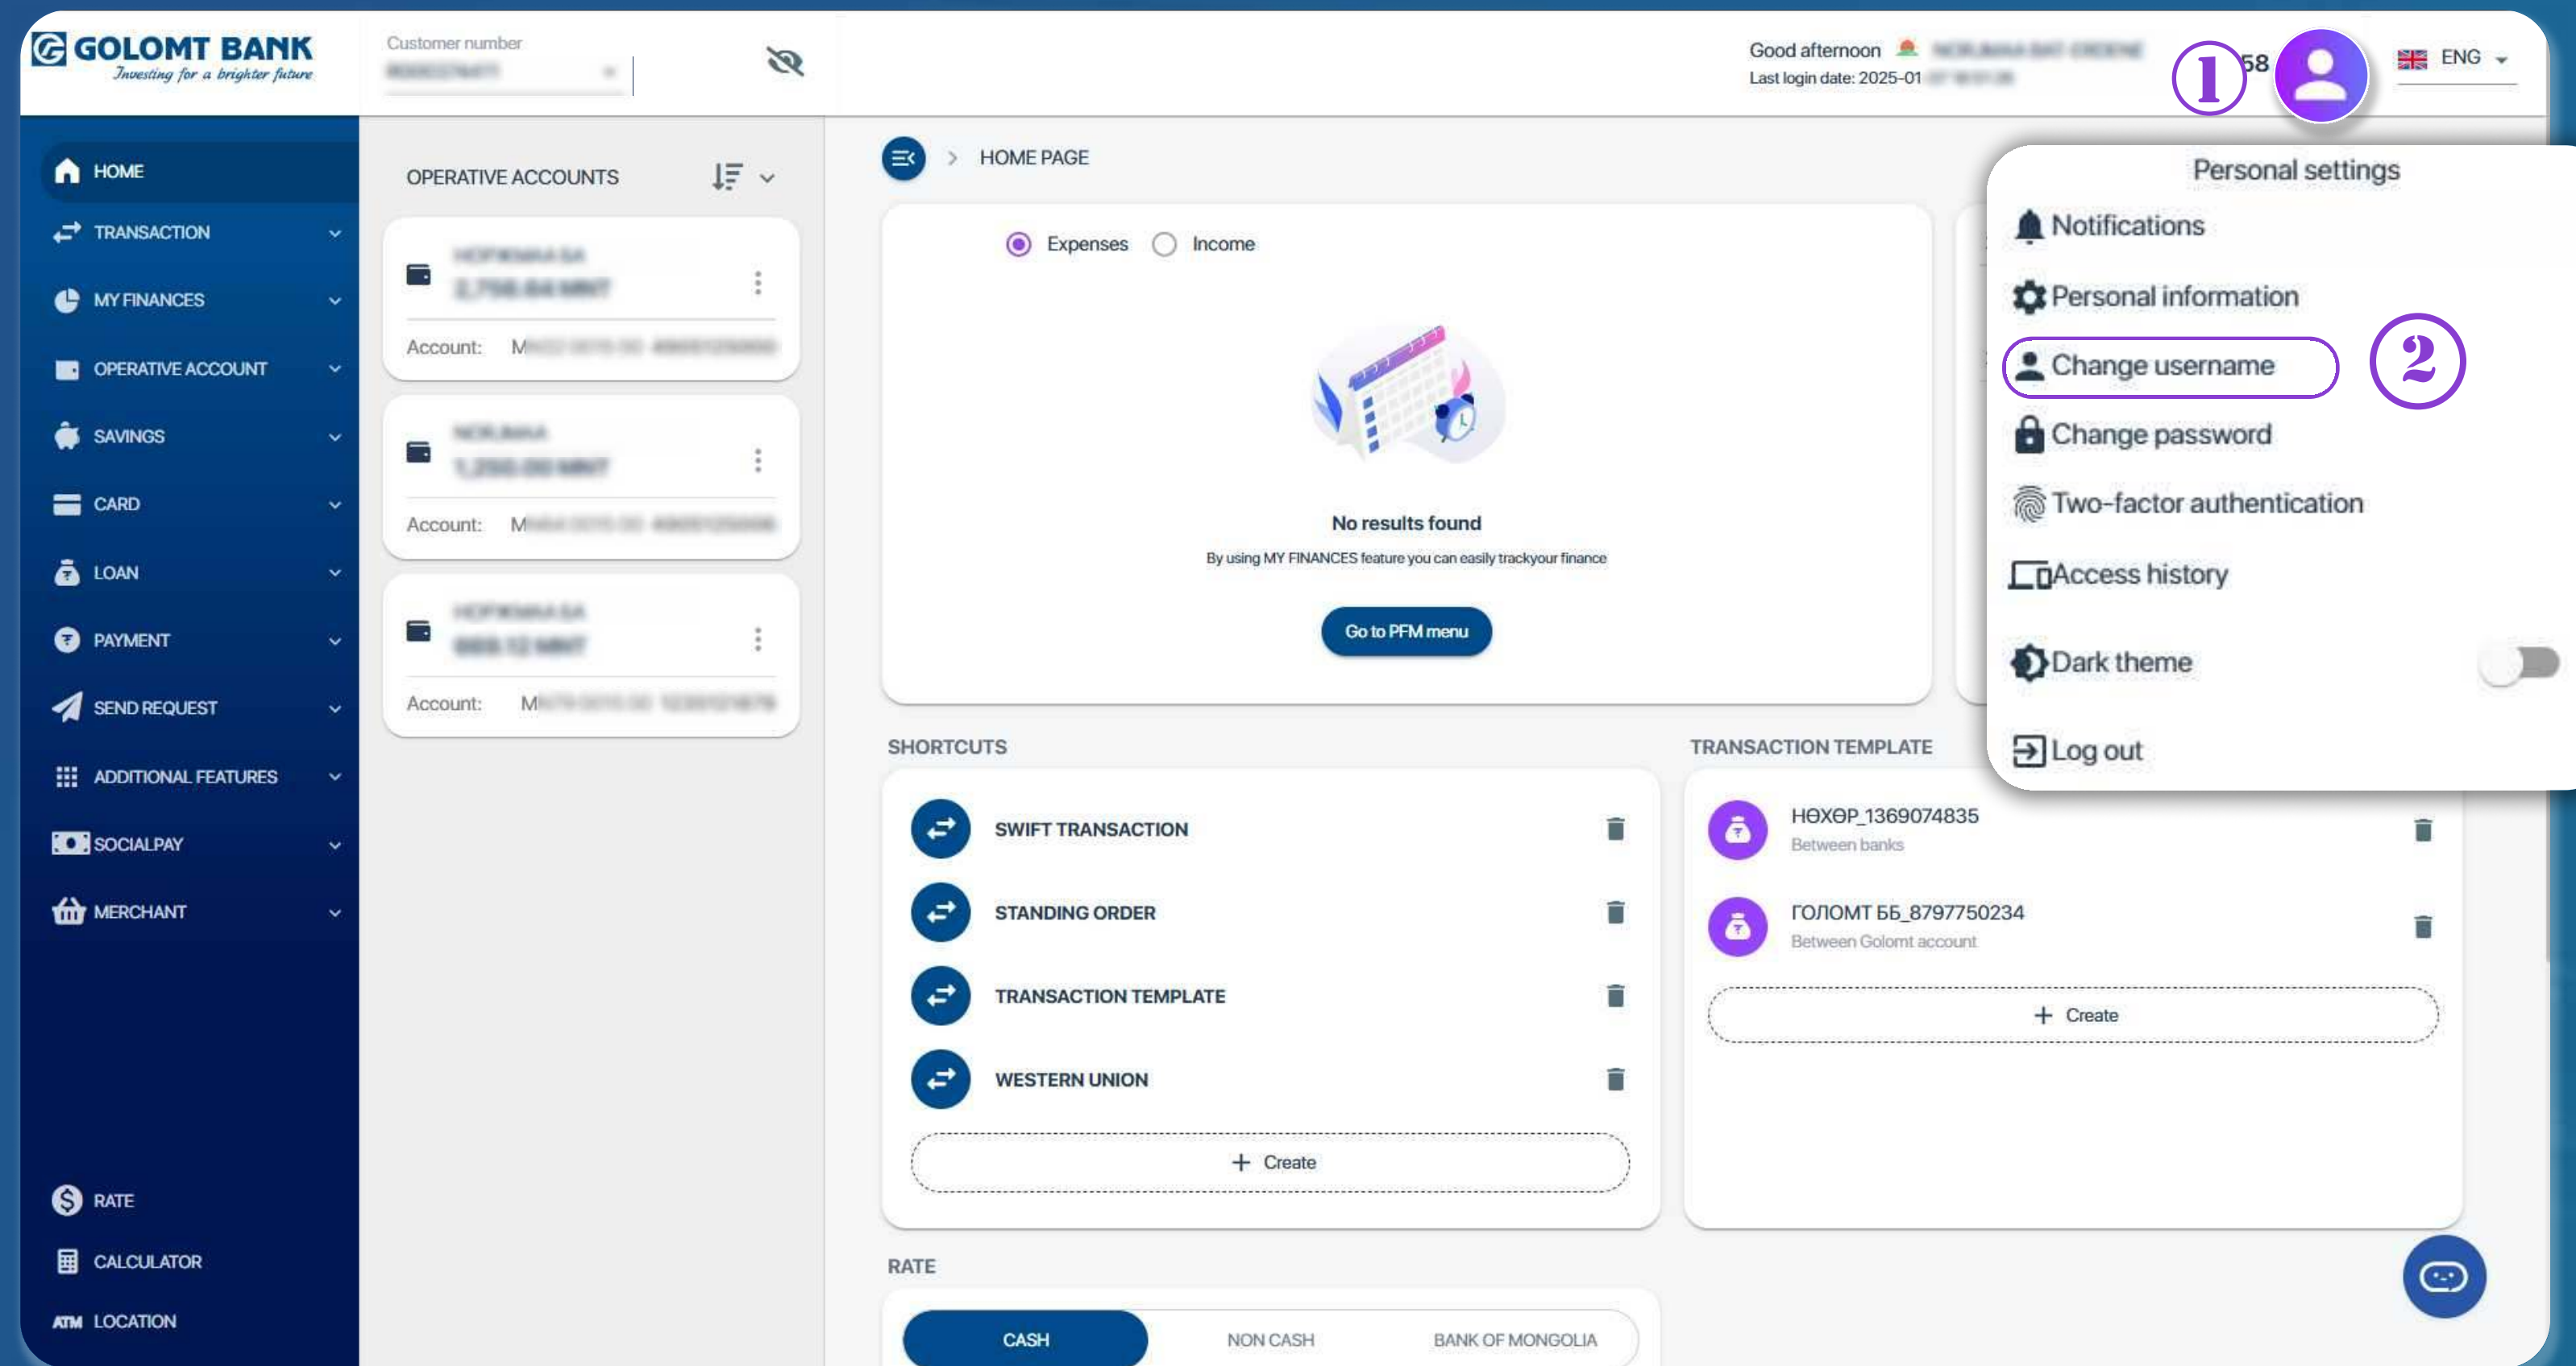 GOLOMT BANK
Investing for a brighter future
Customer number
Good afternoon
Last login date: 2025-01
1
58
ENG
HOME
TRANSACTION
MY FINANCES
OPERATIVE ACCOUNT
SAVINGS
CARD
LOAN
PAYMENT
SEND REQUEST
ADDITIONAL FEATURES
SOCIALPAY
MERCHANT
RATE
CALCULATOR
ATM LOCATION
OPERATIVE ACCOUNTS
Account: M
Account: M
Account: M
> HOME PAGE
Expenses Income
No results found
By using MY FINANCES feature you can easily trackyour finance
Go to PFM menu
Personal settings
Notifications
Personal information
Change username
2
Change password
Two-factor authentication
Access history
Dark theme
Log out
SHORTCUTS
SWIFT TRANSACTION
STANDING ORDER
TRANSACTION TEMPLATE
WESTERN UNION
+ Create
TRANSACTION TEMPLATE
НӨХӨР_1369074835
Between banks
ГОЛОМТ ББ_8797750234
Between Golomt account
+ Create
RATE
CASH NON CASH BANK OF MONGOLIA